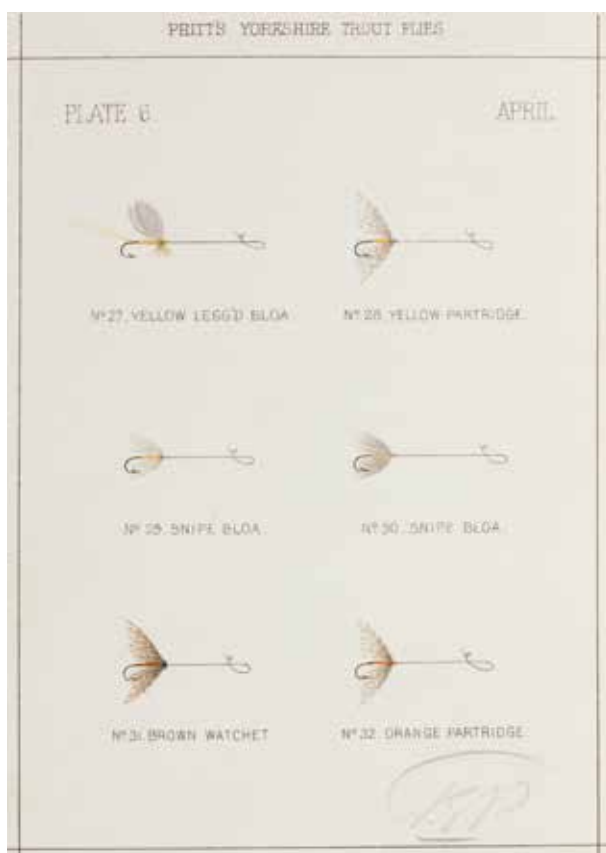 PRITT'S YORKSHIRE TROUT FLIES
PLATE 6. APRIL.
Nº 27. YELLOW LEGG'D BLOA. Nº 28. YELLOW PARTRIDGE.
Nº 29. SNIPE BLOA. Nº 30. SNIPE BLOA.
Nº 31. BROWN WATCHET Nº 32. ORANGE PARTRIDGE.